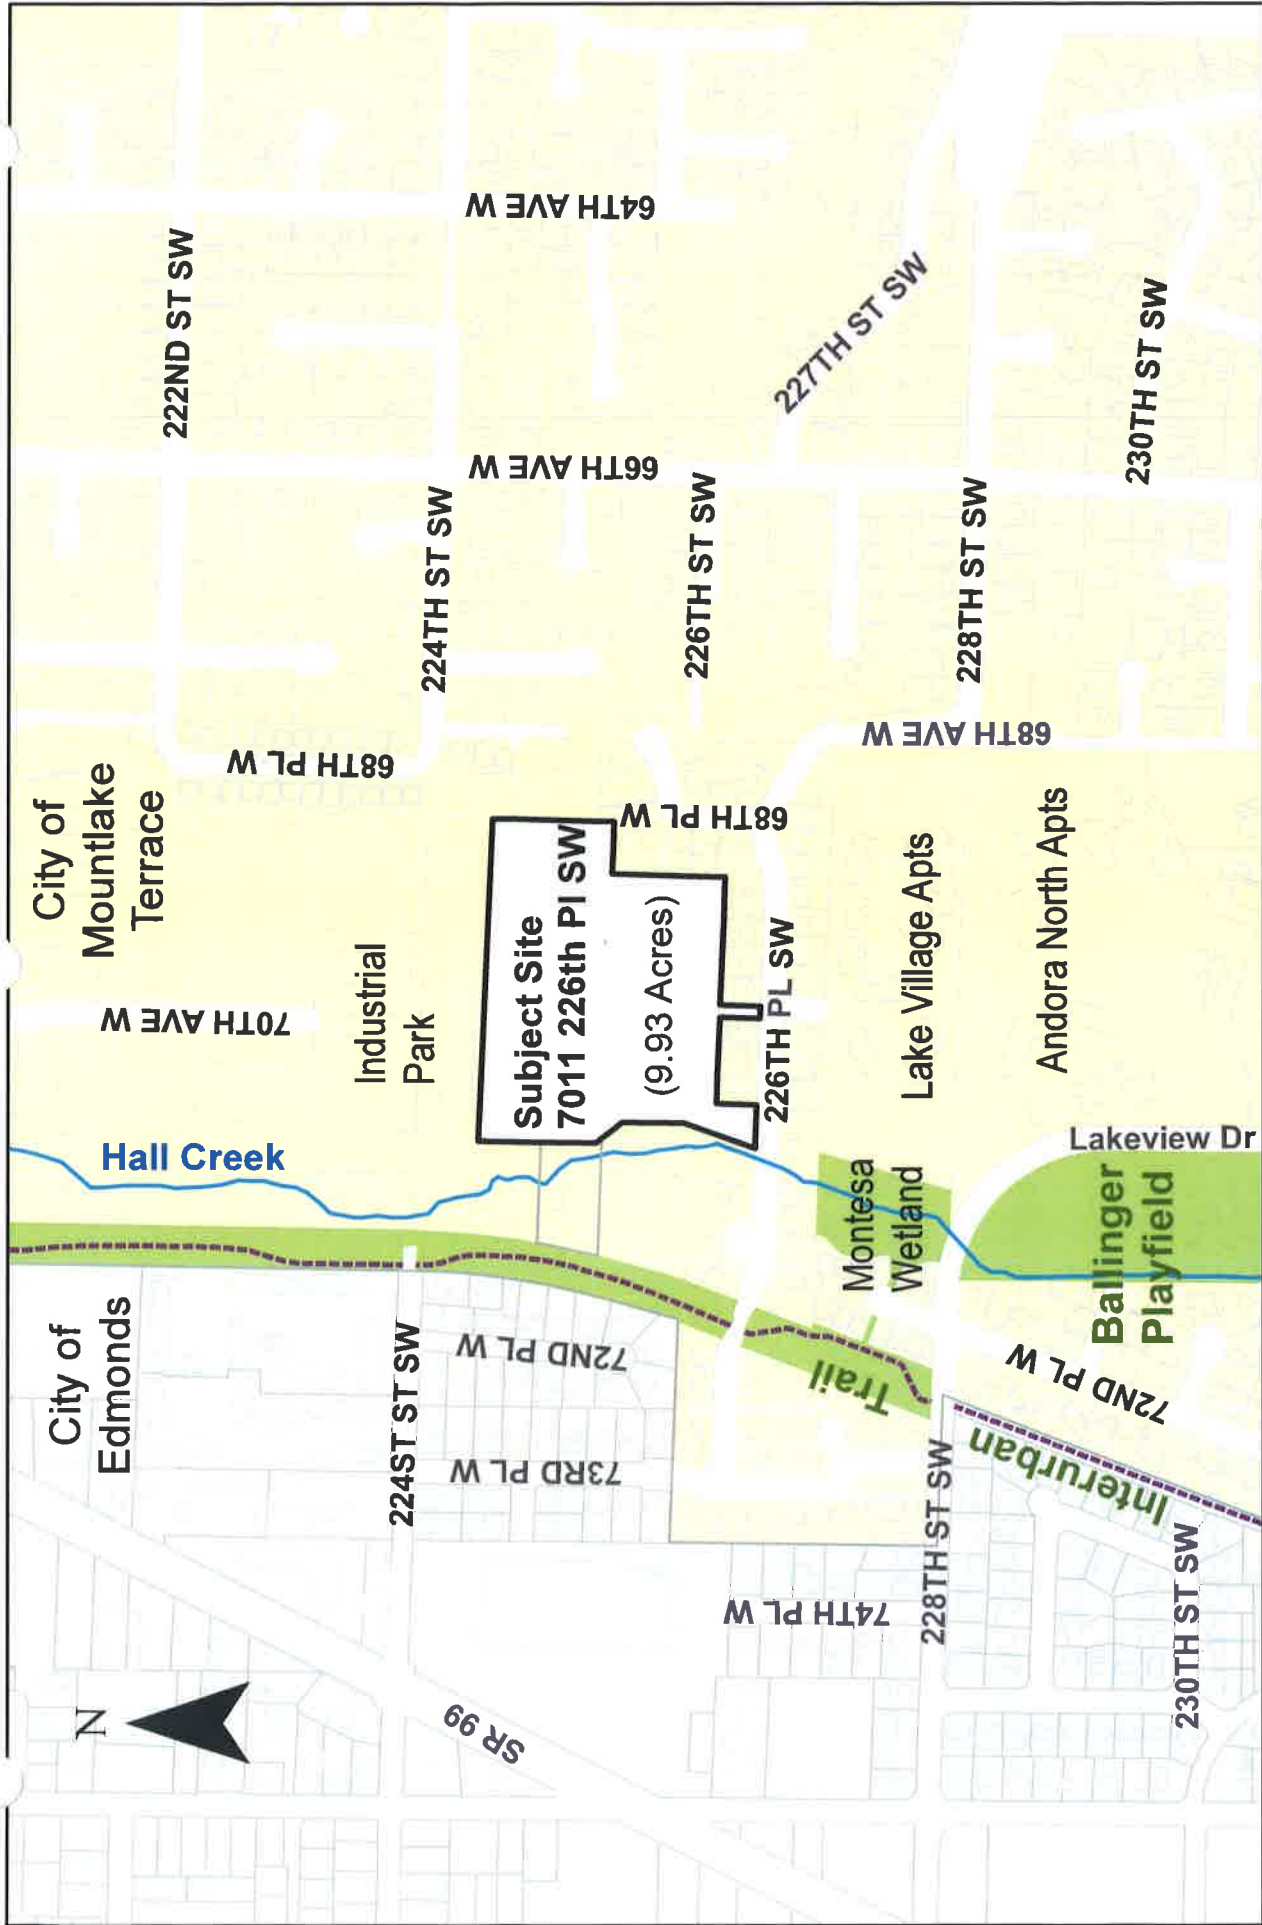 N
City of
Edmonds
Hall Creek
70TH AVE W
City of
Mountlake
Terrace
222ND ST SW
64TH AVE W
SR 99
224ST ST SW
72ND PL W
73RD PL W
Industrial
Park
68TH PL W
224TH ST SW
66TH AVE W
Subject Site
7011 226th Pl SW
(9.93 Acres)
68TH PL W
226TH ST SW
227TH ST SW
74TH PL W
Trail
226TH PL SW
68TH AVE W
228TH ST SW
Montesa
Wetland
Lake Village Apts
228TH ST SW
Interurban
72ND PL W
Lakeview Dr
Ballinger
Playfield
Andora North Apts
230TH ST SW
230TH ST SW